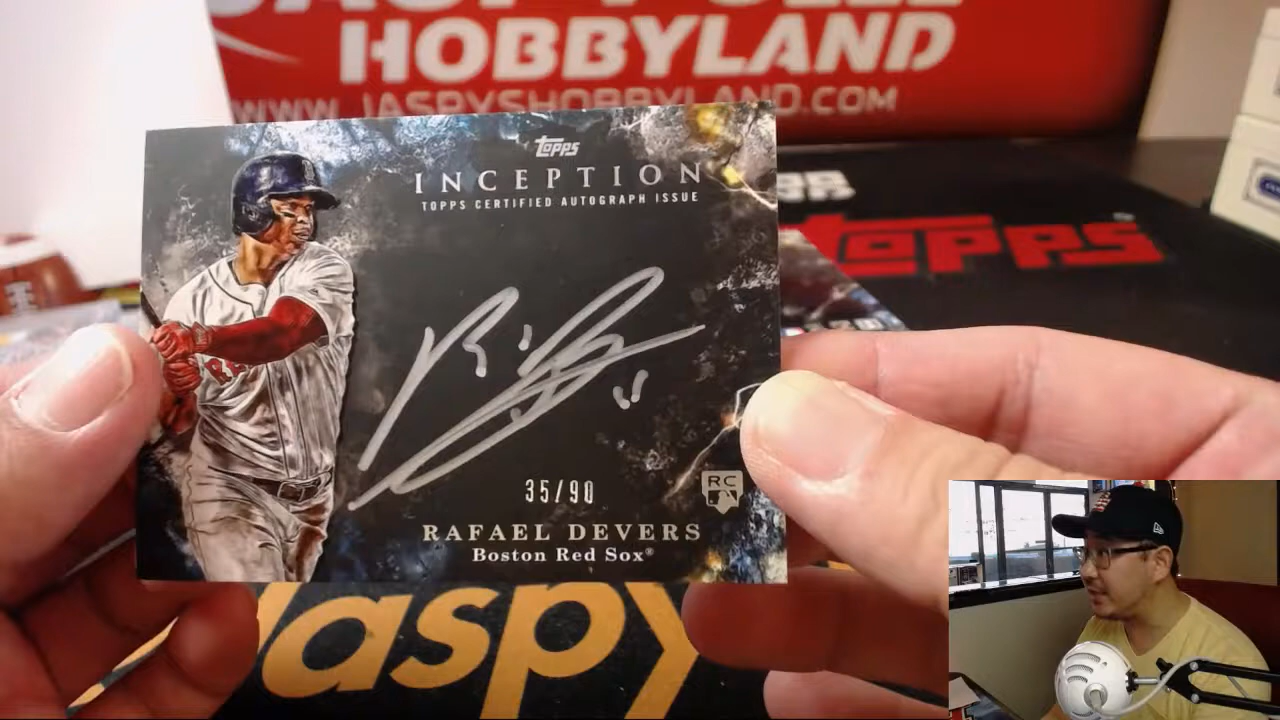 HOBBYLAND
WWW.JASPYSHOBBYLAND.COM
TOPPS
INCEPTION
TOPPS CERTIFIED AUTOGRAPH ISSUE
35/90
RC
RAFAEL DEVERS
Boston Red Sox®
TOPPS
Jaspy